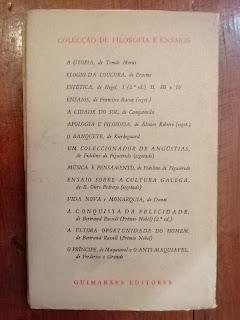 COLECÇÃO DE FILOSOFIA E ENSAIOS
A UTOPIA, de Tomás Morus
ELOGIO DA LOUCURA, de Erasmo
ESTÉTICA, de Hegel, I (2.ª ed.) II, III e IV
ENSAIOS, de Francisco Bacon (esgot.)
A CIDADE DO SOL, de Campanella
APOLOGIA E FILOSOFIA, de Álvaro Ribeiro (esgot.)
O BANQUETE, de Kierkegaard
UM COLECCIONADOR DE ANGÚSTIAS,
de Fidelino de Figueiredo (esgotado)
MÚSICA E PENSAMENTO, de Fidelino de Figueiredo
ENSAIO SOBRE A CULTURA GALEGA,
de R. Otero Pedrayo (esgotado)
VIDA NOVA e MONARQUIA, de Dante
A CONQUISTA DA FELICIDADE,
de Bertrand Russell (Prémio Nobel) (2.ª ed.)
A ÚLTIMA OPORTUNIDADE DO HOMEM,
de Bertrand Russell (Prémio Nobel)
O PRÍNCIPE, de Maquiavel e O ANTI-MAQUIAVEL,
de Frederico o Grande
GUIMARÃES EDITORES